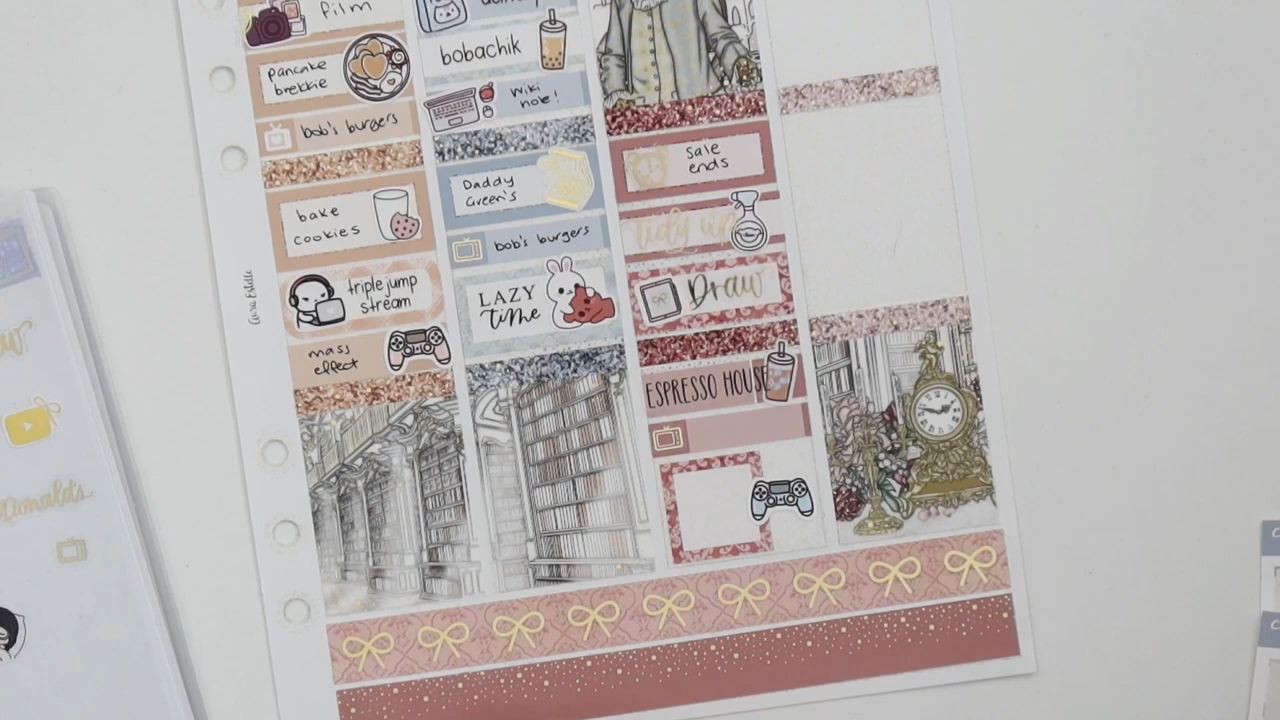 film
pancake
brekkie
bob's burgers
bake
cookies
triple jump
stream
mass
effect
bobachik
Wiki
note!
Daddy
Green's
bob's burgers
LAZY
time
sale
ends
tidy up
Draw
ESPRESSO HOUSE